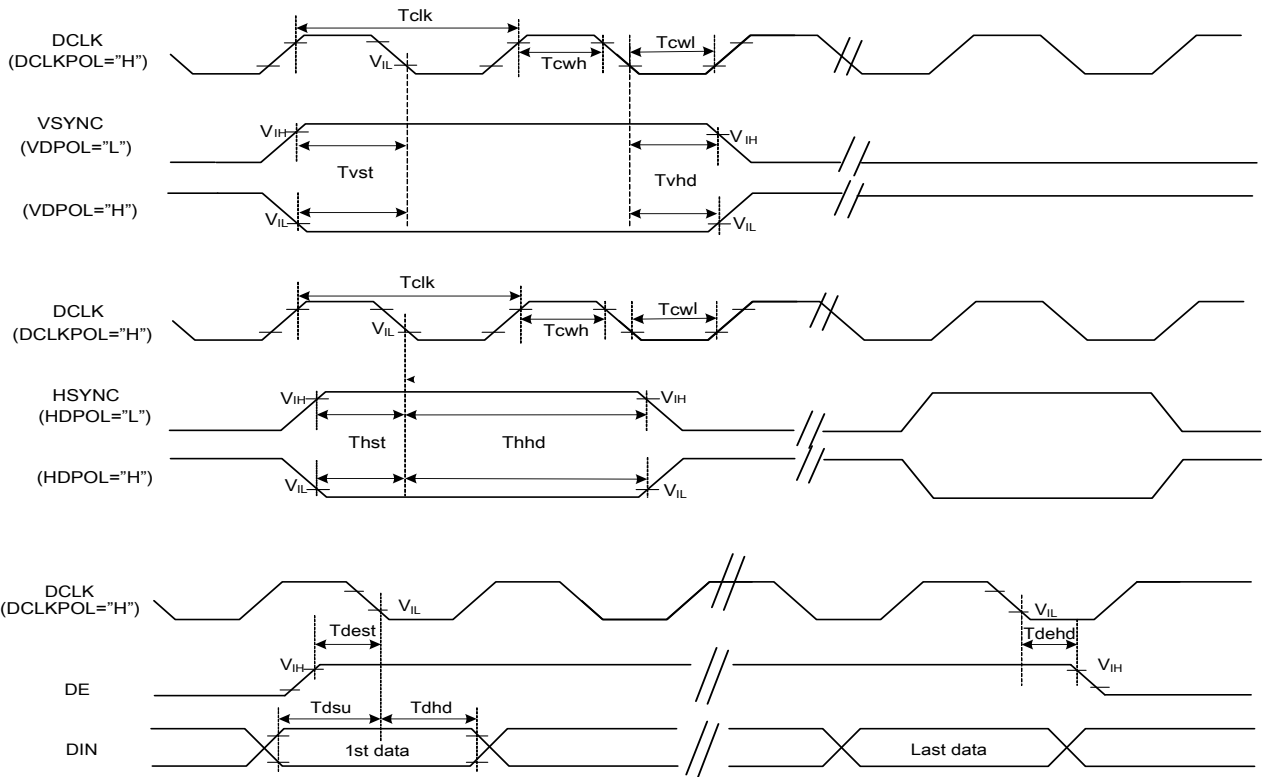 Tclk
DCLK
(DCLKPOL="H")
VIL
Tcwh
Tcwl
VSYNC
(VDPOL="L")
VIH
VIH
Tvst
Tvhd
(VDPOL="H")
VIL
VIL
Tclk
DCLK
(DCLKPOL="H")
VIL
Tcwh
Tcwl
HSYNC
(HDPOL="L")
VIH
VIH
Thst
Thhd
(HDPOL="H")
VIL
VIL
DCLK
(DCLKPOL="H")
VIL
VIL
Tdest
Tdehd
DE
VIH
VIH
Tdsu
Tdhd
DIN
1st data
Last data